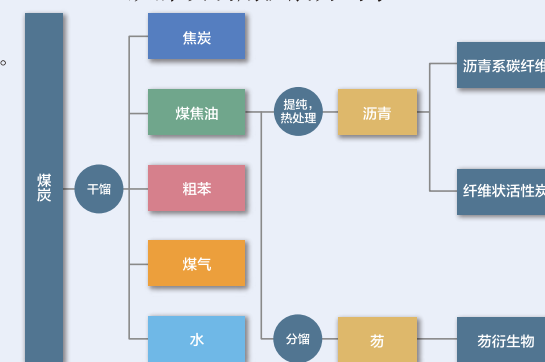 。
煤炭
干馏
焦炭
煤焦油
粗苯
煤气
水
提纯，
热处理
分馏
沥青
芴
沥青系碳纤维
纤维状活性炭
芴衍生物